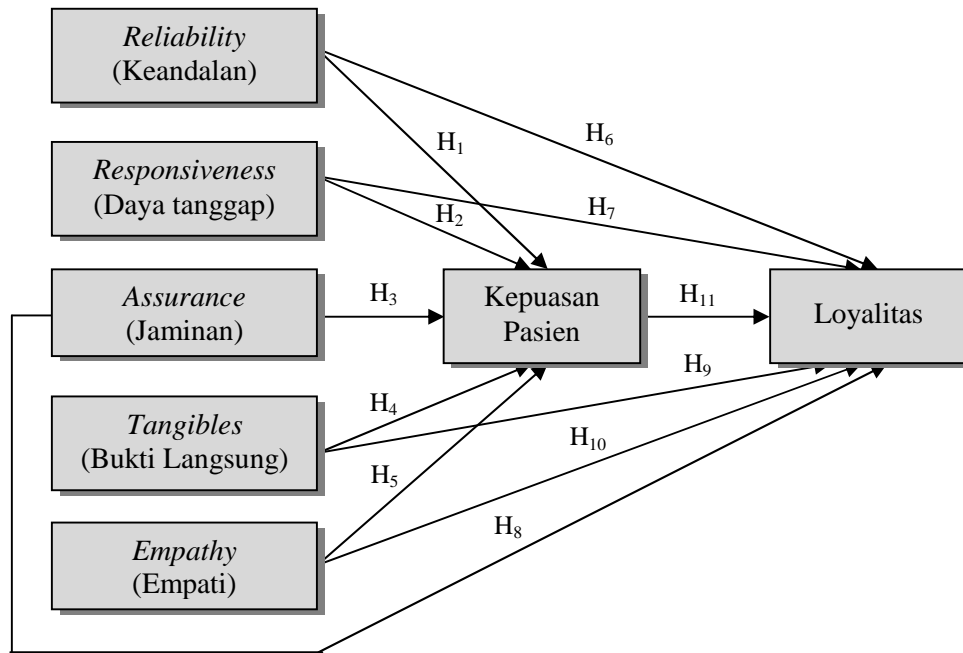 Reliability
(Keandalan)
H₁
H₆
Responsiveness
(Daya tanggap)
H₂
H₇
Assurance
(Jaminan)
H₃
Kepuasan
Pasien
H₁₁
Loyalitas
Tangibles
(Bukti Langsung)
H₄
H₉
H₁₀
H₅
Empathy
(Empati)
H₈